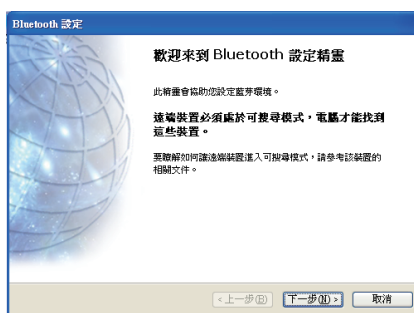 Bluetooth 設定
歡迎來到 Bluetooth 設定精靈
此精靈會協助您設定藍芽環境。
遠端裝置必須處於可搜尋模式，電腦才能找到
這些裝置。
要瞭解如何讓遠端裝置進入可搜尋模式，請參考該裝置的
相關文件。
<上一步(B) 下一步(N)> 取消